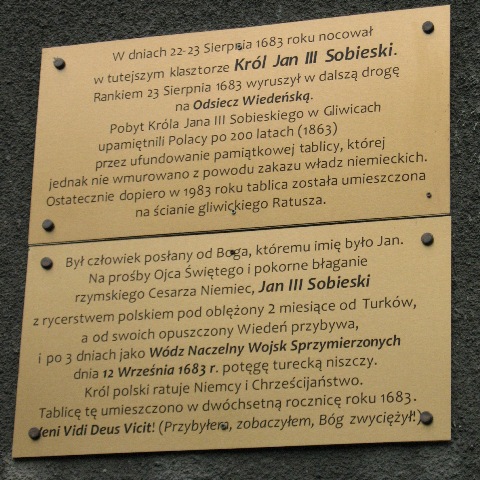 W dniach 22-23 Sierpnia 1683 roku nocował
w tutejszym klasztorze Król Jan III Sobieski.
Rankiem 23 Sierpnia 1683 wyruszył w dalszą drogę
na Odsiecz Wiedeńską.
Pobyt Króla Jana III Sobieskiego w Gliwicach
upamiętnili Polacy po 200 latach (1863)
przez ufundowanie pamiątkowej tablicy, której
jednak nie wmurowano z powodu zakazu władz niemieckich.
Ostatecznie dopiero w 1983 roku tablica została umieszczona
na ścianie gliwickiego Ratusza.
Był człowiek posłany od Boga, któremu imię było Jan.
Na prośby Ojca Świętego i pokorne błaganie
rzymskiego Cesarza Niemiec, Jan III Sobieski
z rycerstwem polskiem pod oblężony 2 miesiące od Turków,
a od swoich opuszczony Wiedeń przybywa,
i po 3 dniach jako Wódz Naczelny Wojsk Sprzymierzonych
dnia 12 Września 1683 r. potęgę turecką niszczy.
Król polski ratuje Niemcy i Chrześcijaństwo.
Tablicę tę umieszczono w dwóchsetną rocznicę roku 1683.
Veni Vidi Deus Vicit! (Przybyłem, zobaczyłem, Bóg zwyciężył!)